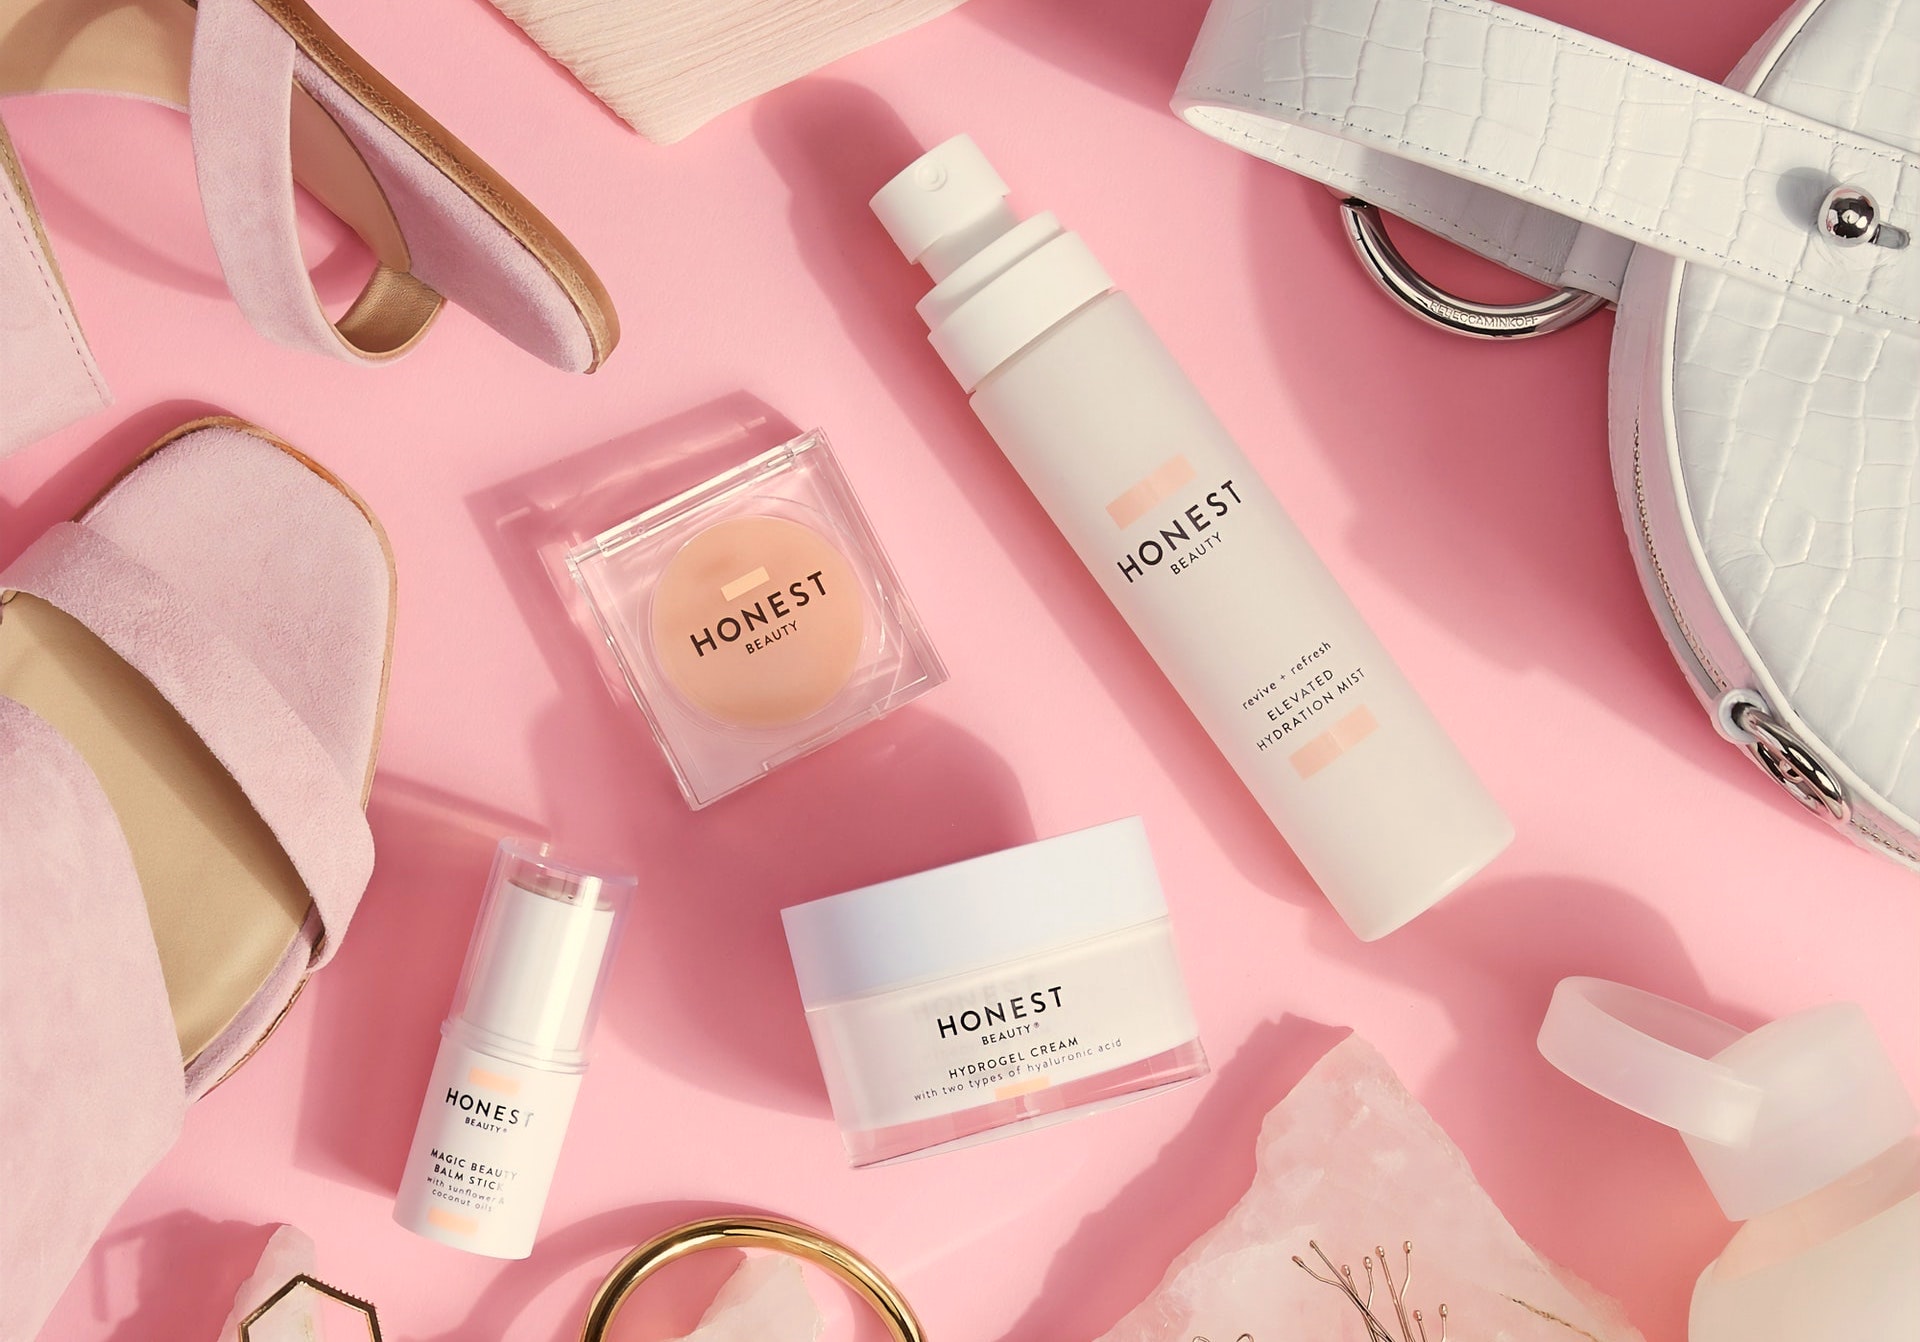 REBECCAMINKOFF
HONEST
BEAUTY
revive + refresh
ELEVATED
HYDRATION MIST
HONEST
BEAUTY
HONEST
BEAUTY®
HYDROGEL CREAM
with two types of hyaluronic acid
HONEST
BEAUTY®
MAGIC BEAUTY
BALM STICK
with sunflower &
coconut oils